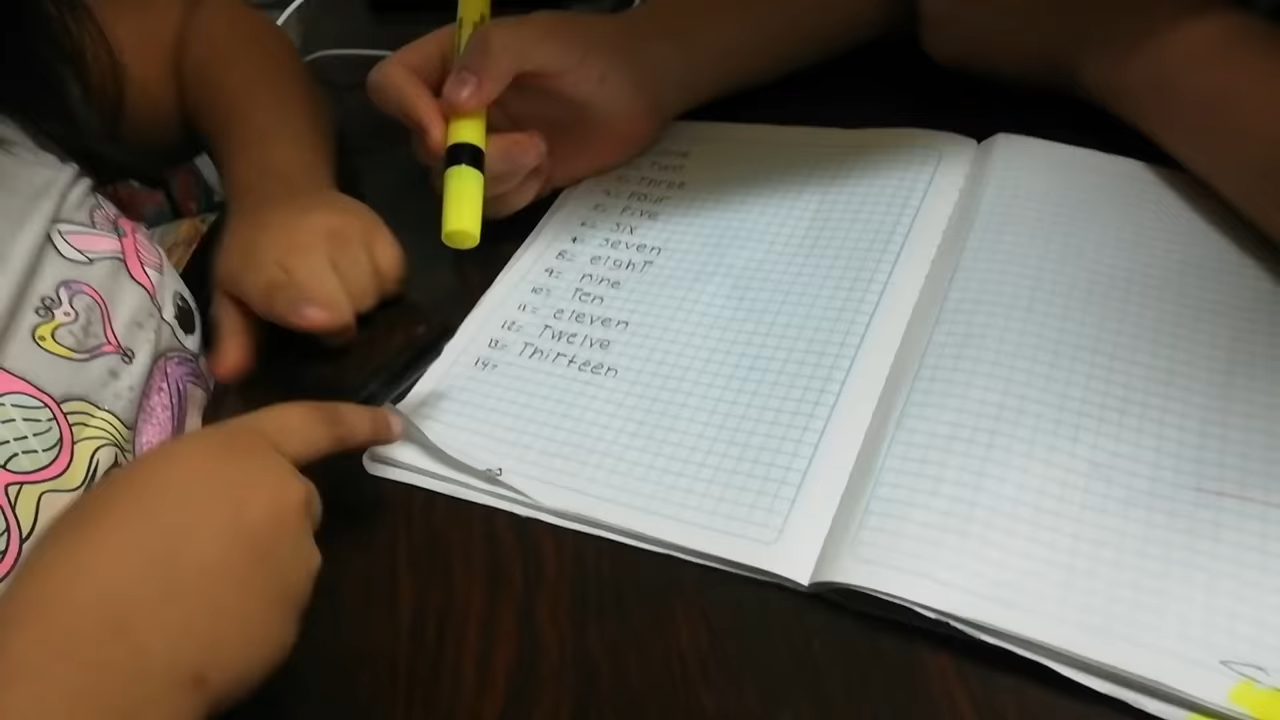 one
two
3= three
4= Four
5= Five
6= six
7= seven
8= eighT
9= nine
10= Ten
11= eleven
12= Twelve
13= Thirteen
14=